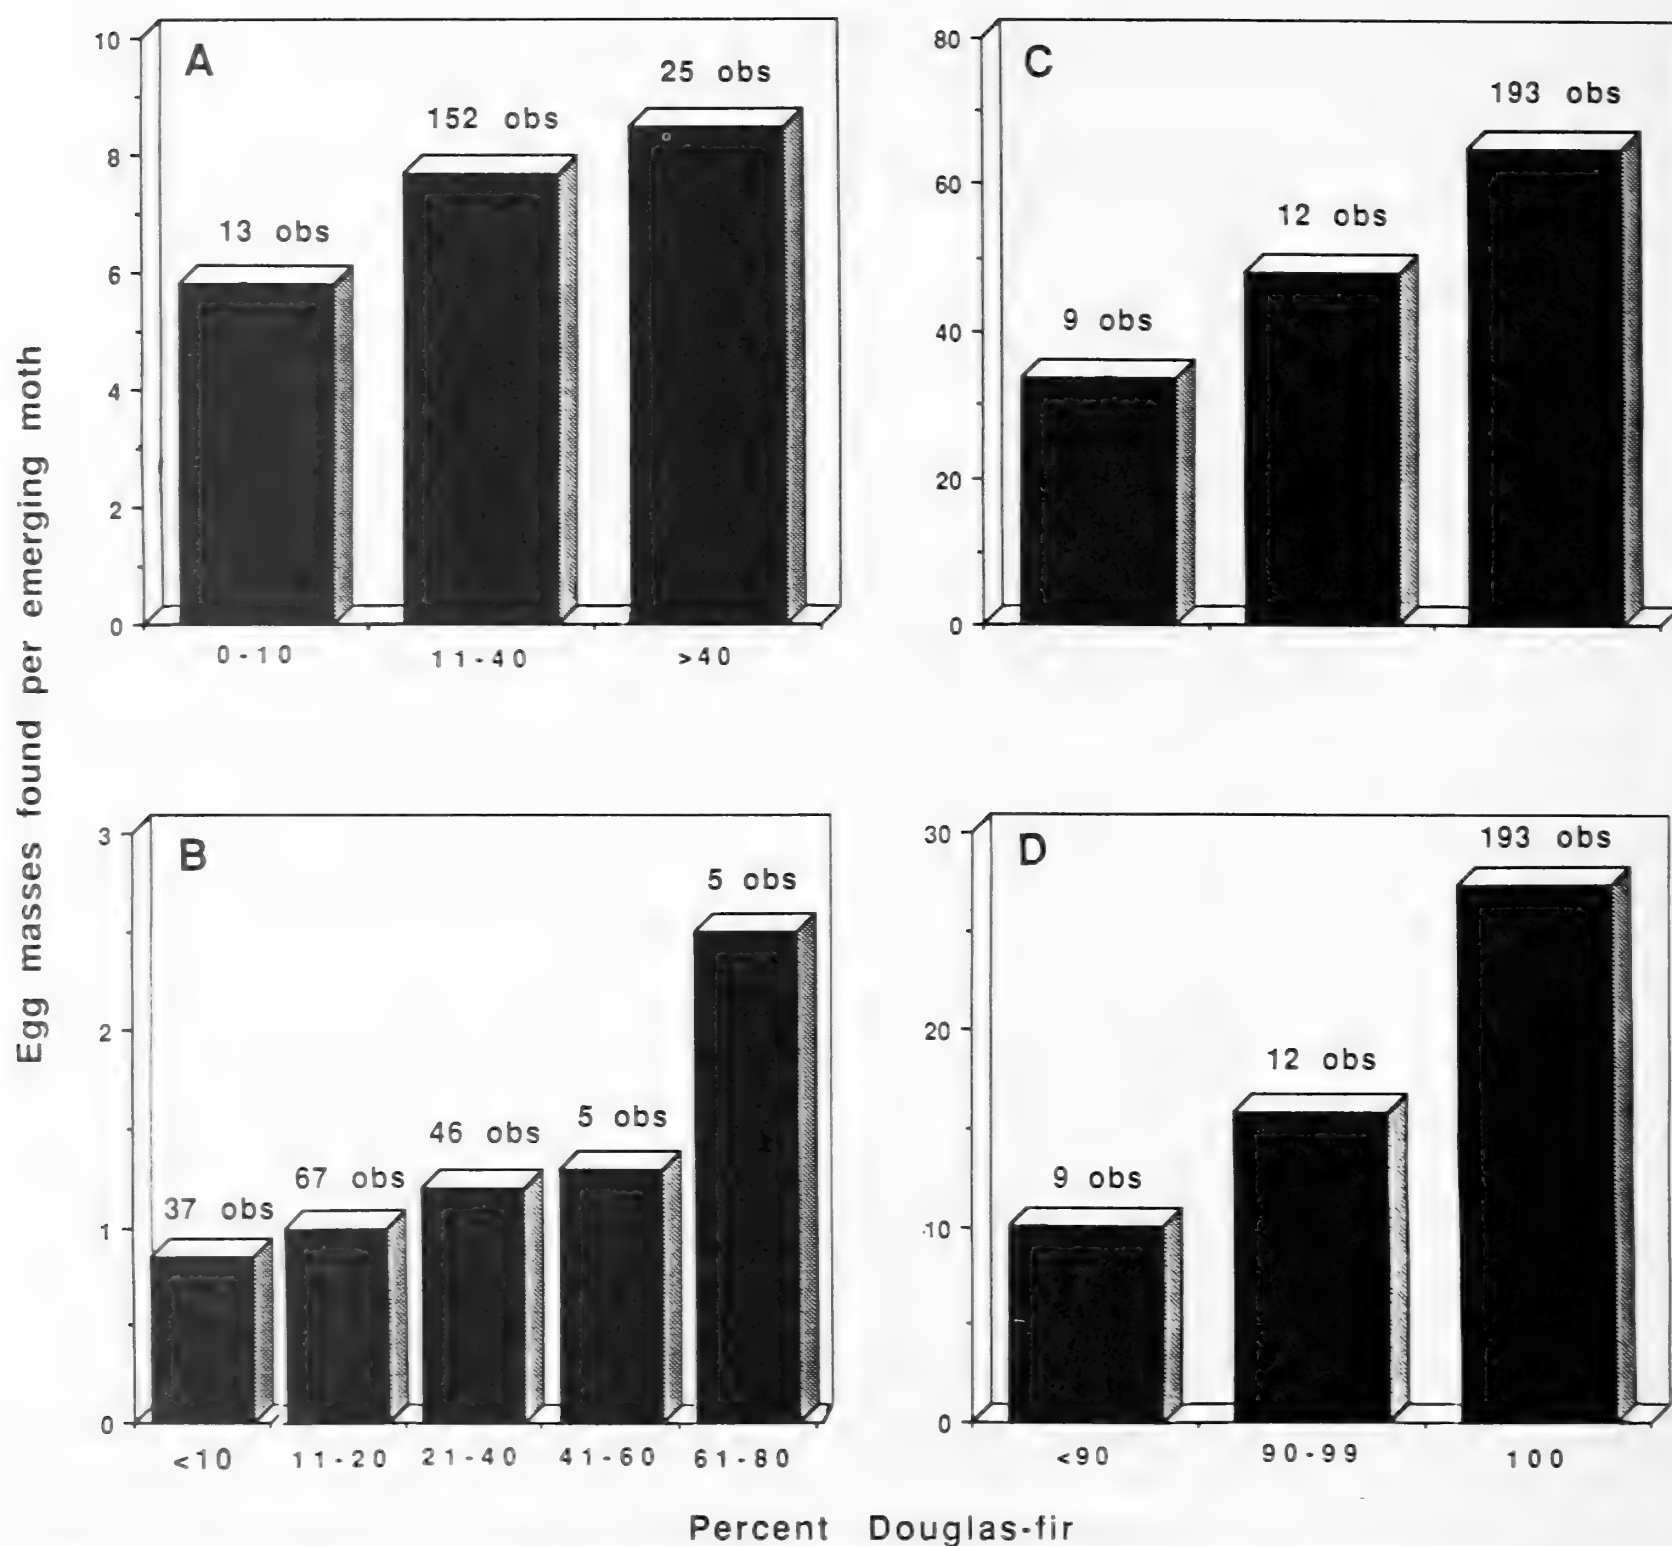 Egg masses found per emerging moth
A
10
8
6
4
2
0
13 obs
152 obs
25 obs
0-10
11-40
>40
C
80
60
40
20
0
9 obs
12 obs
193 obs
B
3
2
1
0
37 obs
67 obs
46 obs
5 obs
5 obs
<10
11-20
21-40
41-60
61-80
D
30
20
10
0
9 obs
12 obs
193 obs
<90
90-99
100
Percent Douglas-fir